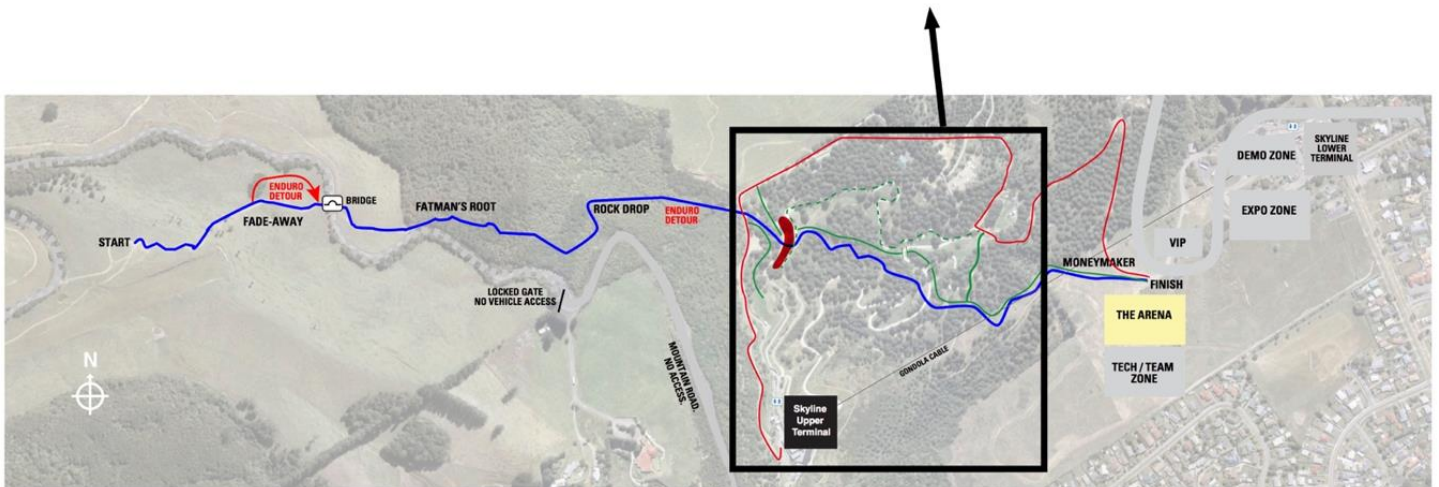 START
ENDURO
DETOUR
FADE-AWAY
BRIDGE
FATMAN'S ROOT
ROCK DROP
ENDURO
DETOUR
LOCKED GATE
NO VEHICLE ACCESS
MOUNTAIN ROAD.
NO ACCESS.
N
Skyline
Upper
Terminal
GONDOLA CABLE
MONEYMAKER
FINISH
VIP
DEMO ZONE
SKYLINE
LOWER
TERMINAL
EXPO ZONE
THE ARENA
TECH / TEAM
ZONE